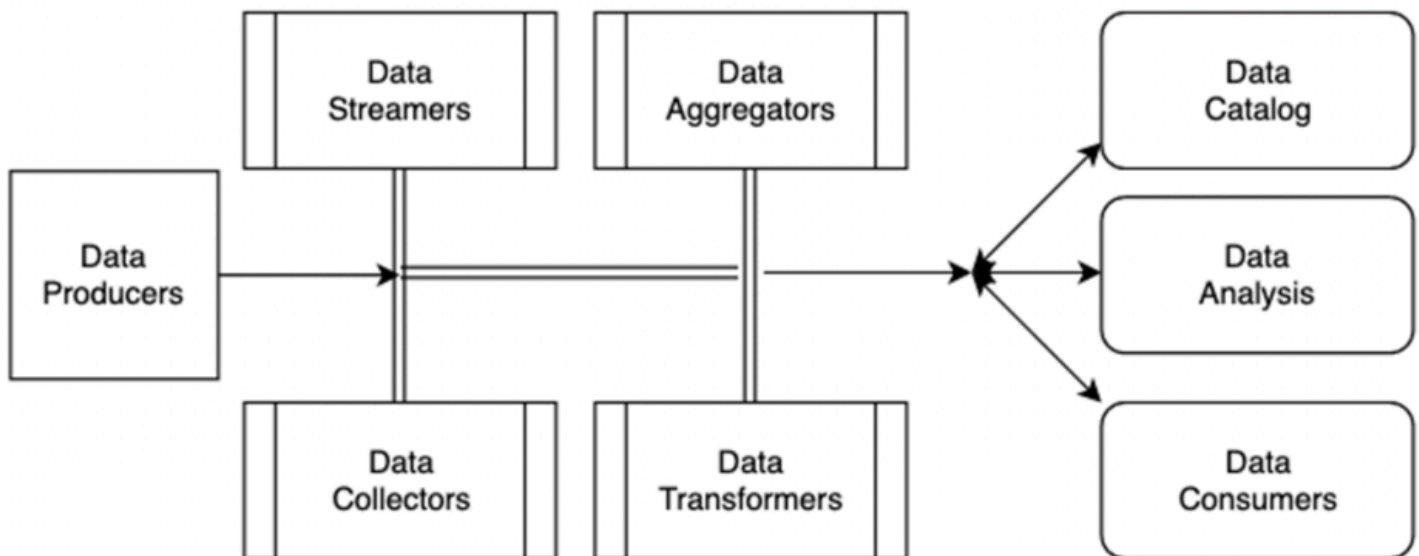 Data
Streamers
Data
Aggregators
Data
Catalog
Data
Producers
Data
Analysis
Data
Collectors
Data
Transformers
Data
Consumers